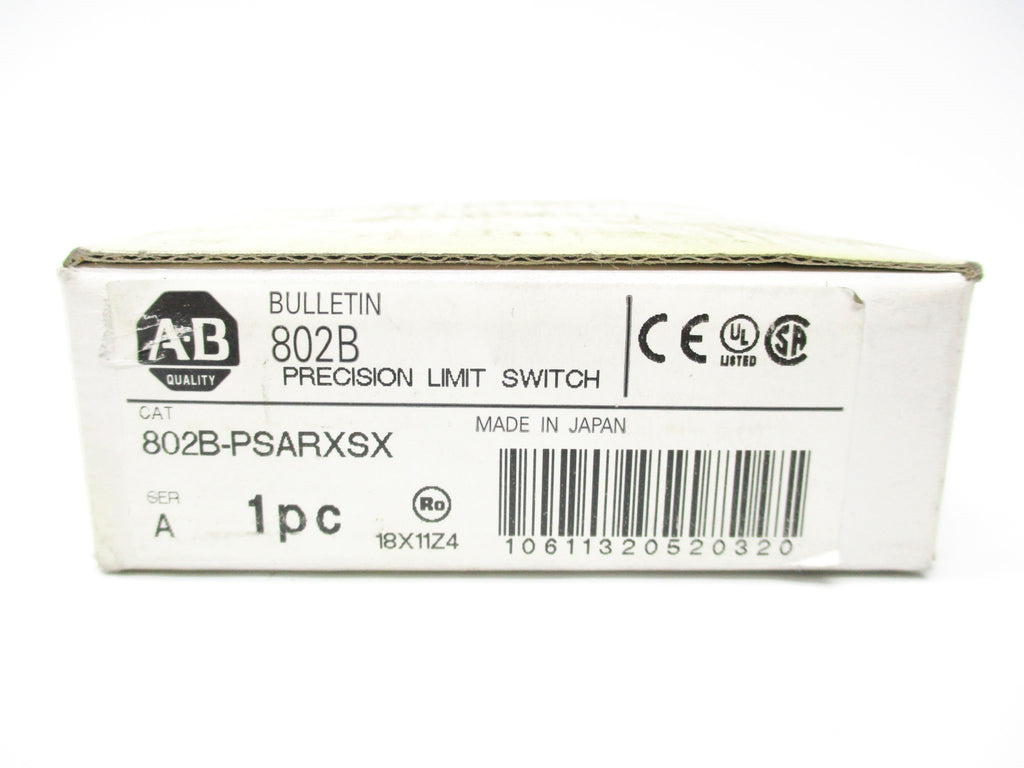 A-B
QUALITY
BULLETIN
802B
PRECISION LIMIT SWITCH
CE
UL
LISTED
SA
CAT
802B-PSARXSX
MADE IN JAPAN
SER
A
1pc
Ro
18X11Z4
10611320520320